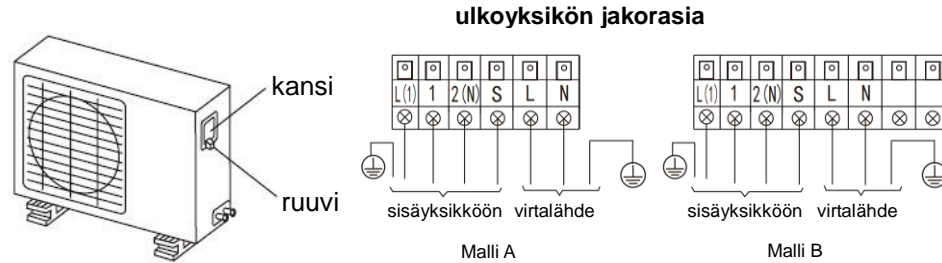 ulkoyksikön jakorasia
kansi
ruuvi
L(1) 1 2(N) S L N
sisäyksikköön virtalähde
Malli A
L(1) 1 2(N) S L N
sisäyksikköön virtalähde
Malli B